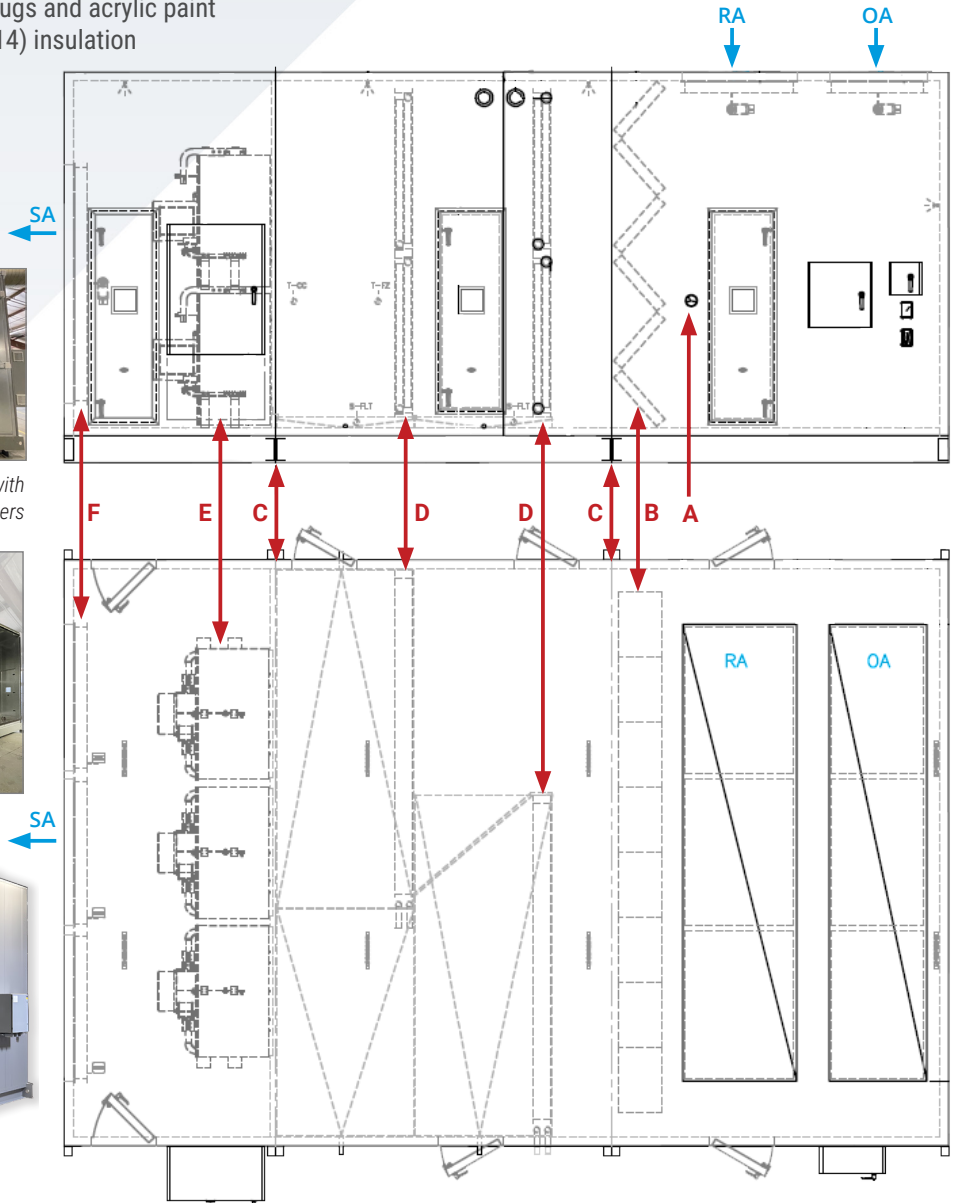 ugs and acrylic paint
14) insulation
RA
OA
SA
T-CC
T-FZ
S-FLT
S-FLT
with
ers
F
E
C
D
D
C
B
A
RA
OA
SA